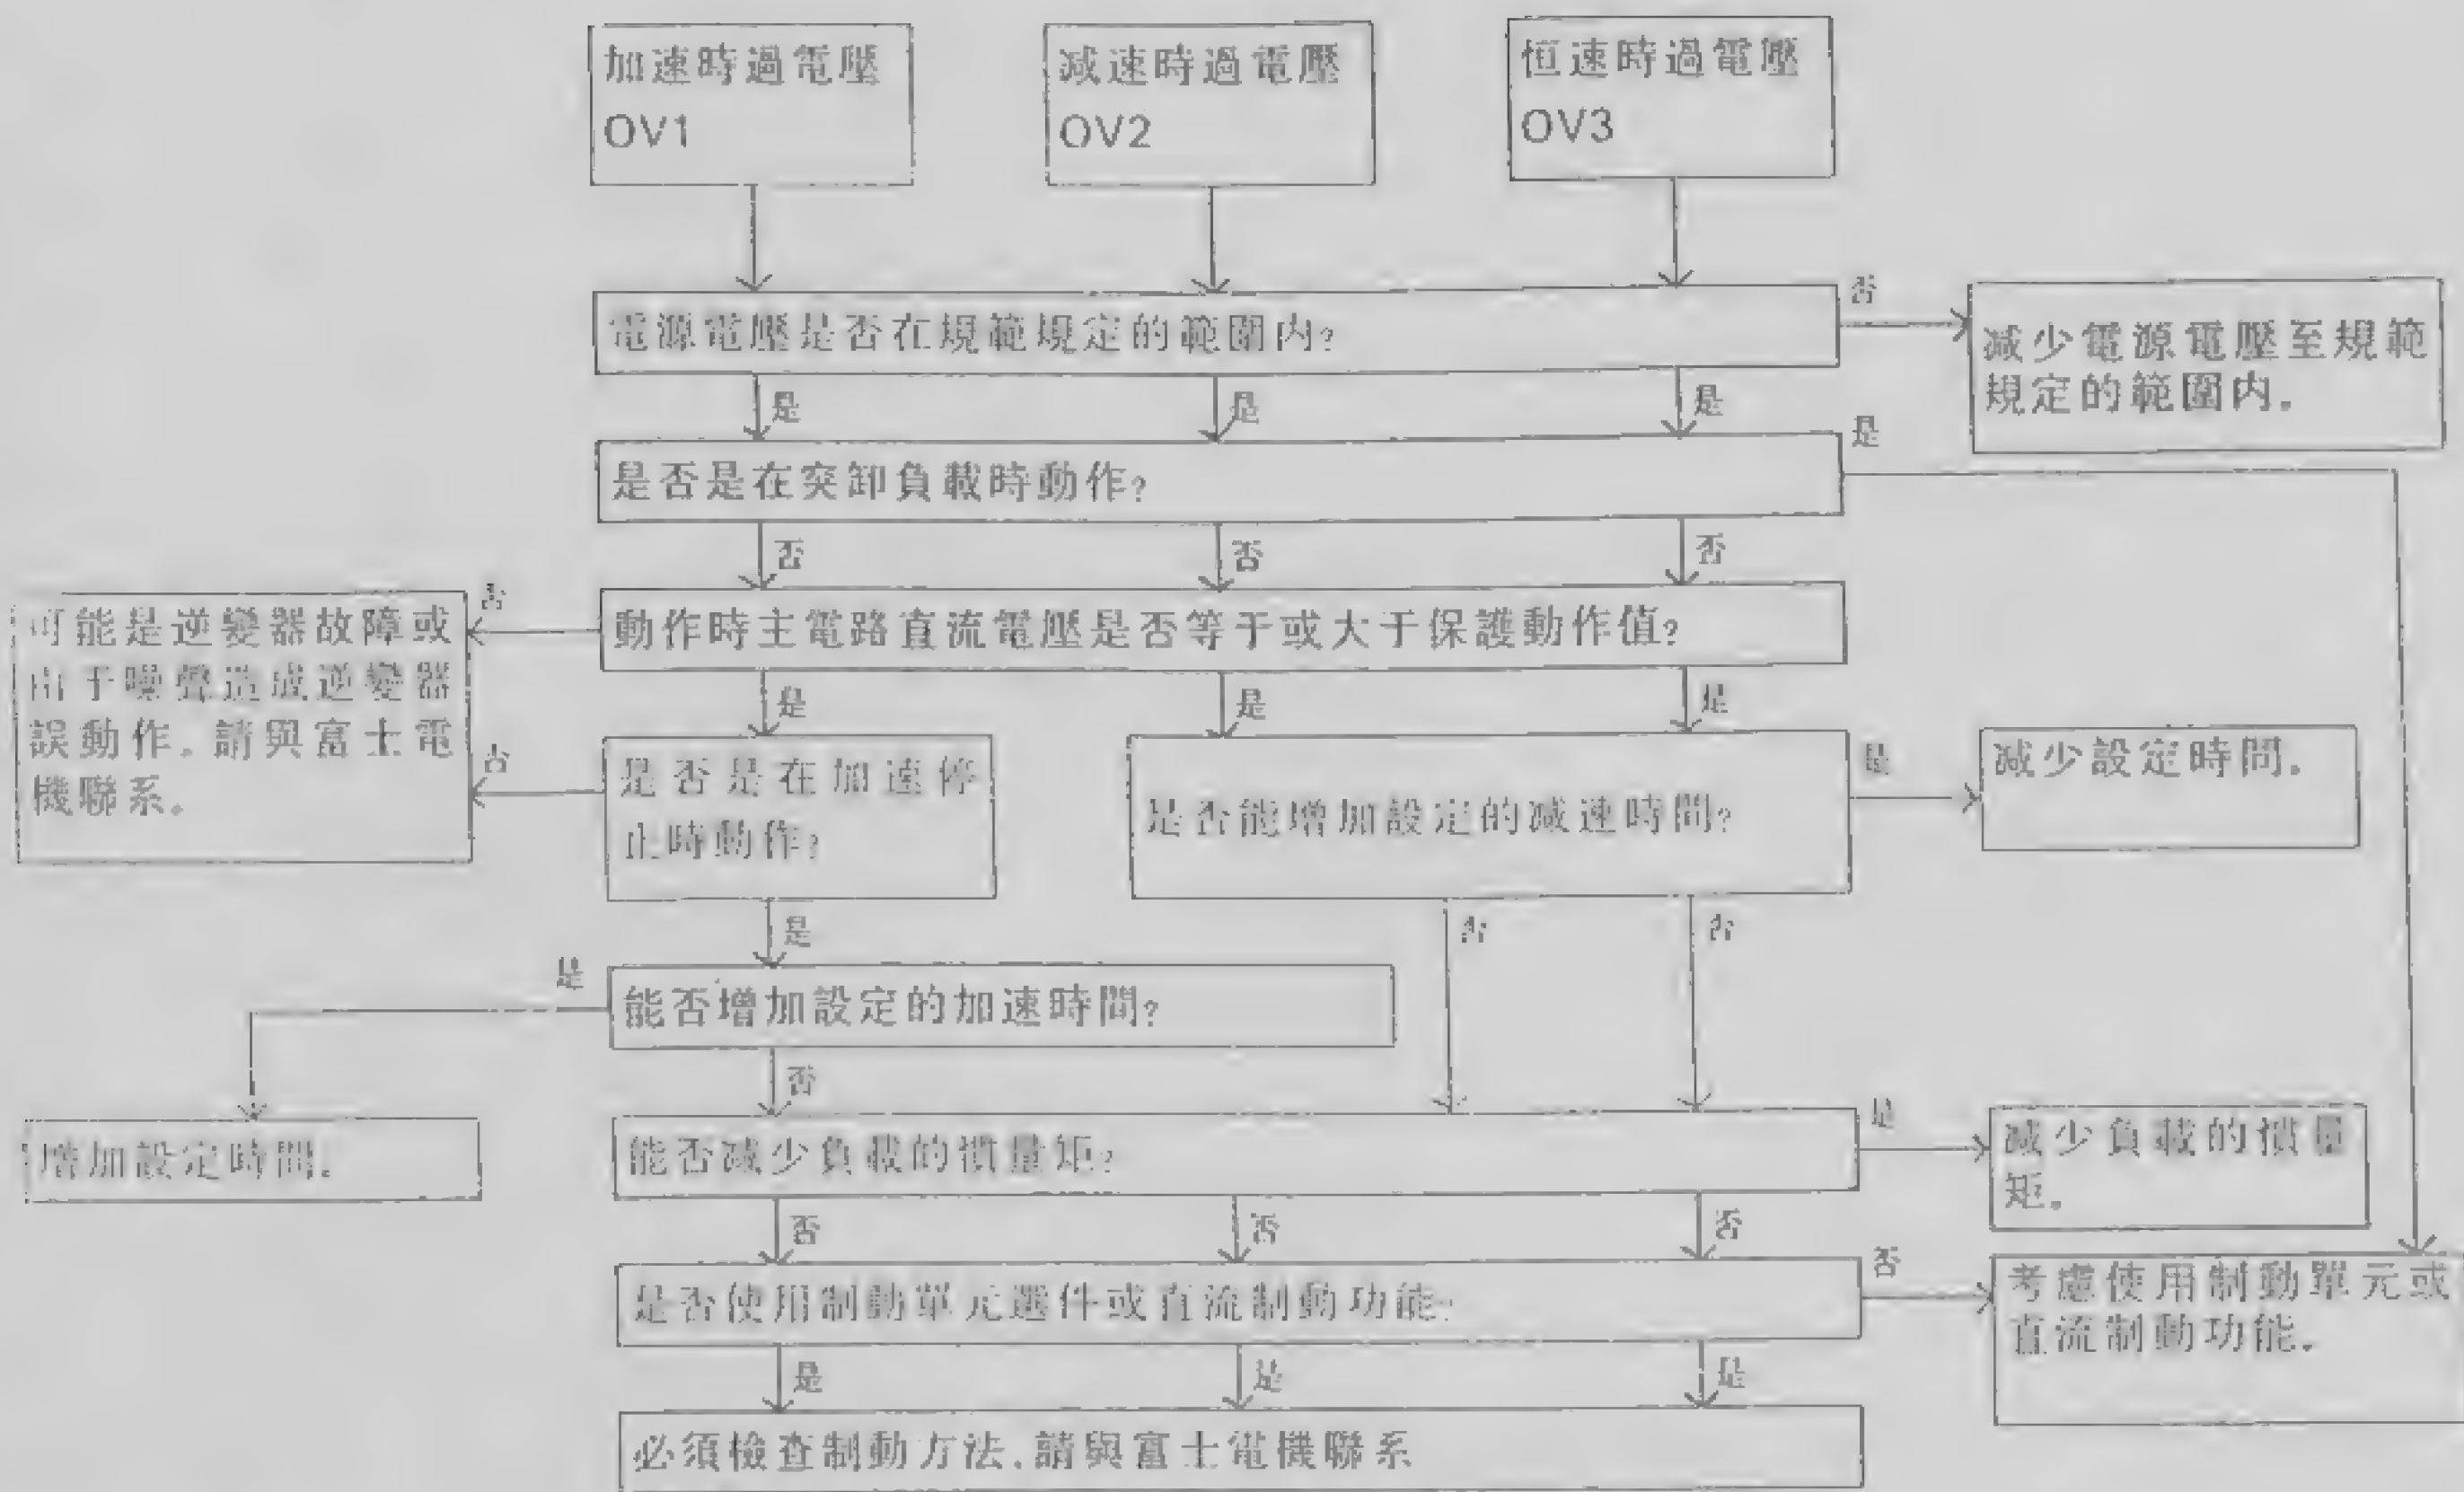 加速時過電壓
OV1
减速時過電壓
OV2
恒速時過電壓
OV3
電源電壓是否在規範規定的範圍内?
否
减少電源電壓至規範
規定的範圍内。
是
是
是
是否是在突卸負載時動作?
是
否
否
否
動作時主電路直流電壓是否等于或大于保護動作值?
否
可能是逆變器故障或
由于噪聲造成逆變器
誤動作。請與富士電
機聯系。
是
是
是
是否是在加速停
止時動作?
否
是否能增加設定的减速時間?
是
减少設定時間。
是
否
否
能否增加設定的加速時間?
是
增加設定時間。
否
能否减少負載的慣量矩?
是
减少負載的慣量
矩。
否
否
否
是否使用制動單元選件或直流制動功能?
否
考慮使用制動單元或
直流制動功能。
是
是
是
必須檢查制動方法,請與富士電機聯系